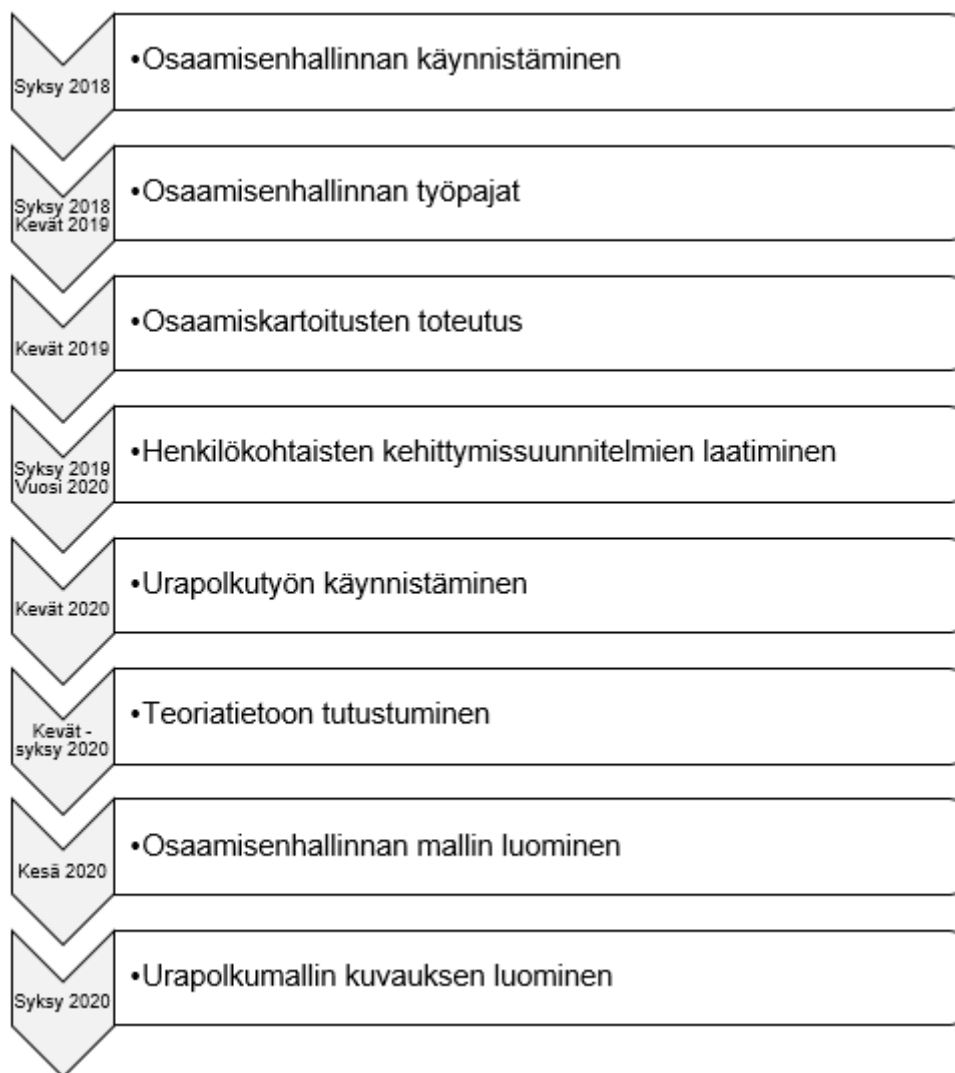 Syksy 2018
•Osaamisenhallinnan käynnistäminen
Syksy 2018
Kevät 2019
•Osaamisenhallinnan työpajat
Kevät 2019
•Osaamiskartoitusten toteutus
Syksy 2019
Vuosi 2020
•Henkilökohtaisten kehittymissuunnitelmien laatiminen
Kevät 2020
•Urapolkutyön käynnistäminen
Kevät -
syksy 2020
•Teoriatietoon tutustuminen
Kesä 2020
•Osaamisenhallinnan mallin luominen
Syksy 2020
•Urapolkumallin kuvauksen luominen